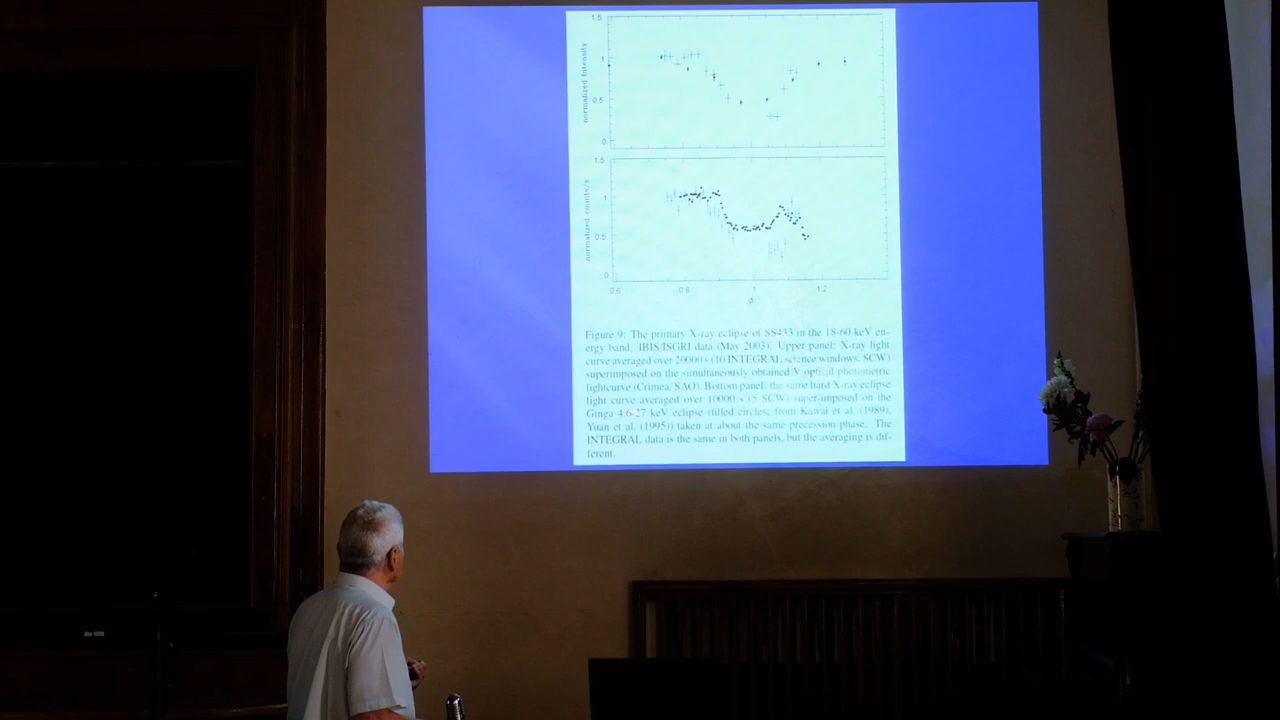 1.5
normalized Intensity
1
0.5
0
1.5
normalized counts/s
1
0.5
0
0.6 0.8 1 1.2
Figure 9: The primary X-ray eclipse of SS433 in the 18-60 keV en-
ergy band. IBIS/ISGRI data (May 2003). Upper panel: X-ray light
curve averaged over 20000 s (10 INTEGRAL science windows, SCW)
superimposed on the simultaneously obtained V optical photometric
lightcurve (Crimea, SAO). Bottom panel: the same hard X-ray eclipse
light curve averaged over 10000 s (5 SCW) super-imposed on the
Ginga 4.6-27 keV eclipse (filled circles; from Kawai et al. (1989),
Yuan et al. (1995)) taken at about the same precession phase. The
INTEGRAL data is the same in both panels, but the averaging is dif-
ferent.